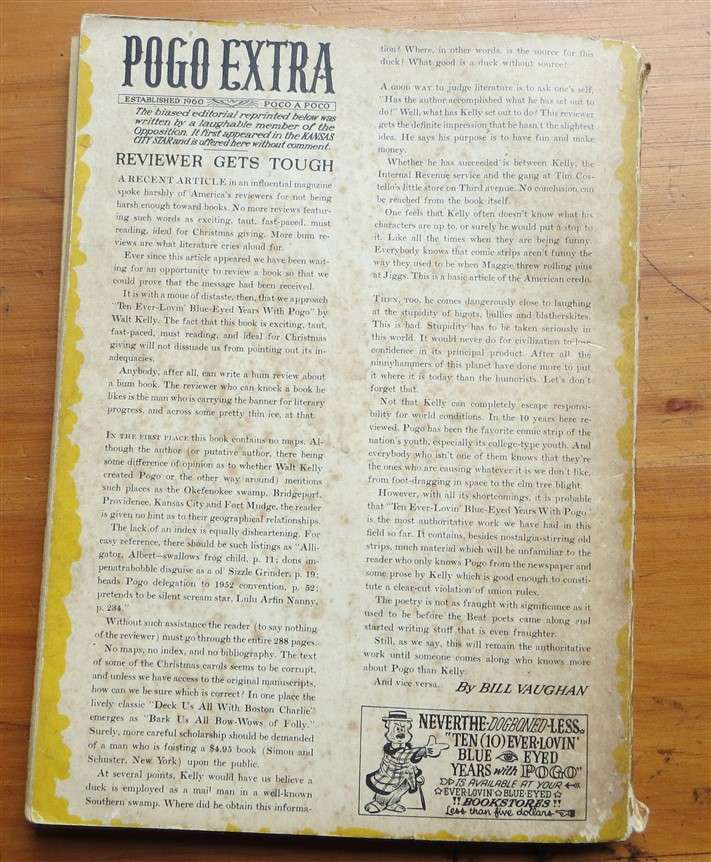 POGO EXTRA
ESTABLISHED 1960 POCO A POCO
The biased editorial reprinted below was
written by a laughable member of the
Opposition. It first appeared in the KANSAS
CITY STAR and is offered here without comment.
REVIEWER GETS TOUGH
A RECENT ARTICLE in an influential magazine
spoke harshly of America's reviewers for not being
harsh enough toward books. No more reviews featur-
ing such words as exciting, taut, fast-paced, must
reading, ideal for Christmas giving. More bum re-
views are what literature cries aloud for.
Ever since this article appeared we have been wait-
ing for an opportunity to review a book so that we
could prove that the message had been received.
It is with a moue of distaste, then, that we approach
"Ten Ever-Lovin' Blue-Eyed Years With Pogo" by
Walt Kelly. The fact that this book is exciting, taut,
fast-paced, must reading, and ideal for Christmas
giving will not dissuade us from pointing out its in-
adequacies.
Anybody, after all, can write a bum review about
a bum book. The reviewer who can knock a book he
likes is the man who is carrying the banner for literary
progress, and across some pretty thin ice, at that.
IN THE FIRST PLACE this book contains no maps. Al-
though the author (or putative author, there being
some difference of opinion as to whether Walt Kelly
created Pogo or the other way around) mentions
such places as the Okefenokee swamp, Bridgeport,
Providence, Kansas City and Fort Mudge, the reader
is given no hint as to their geographical relationships.
The lack of an index is equally disheartening. For
easy reference, there should be such listings as "Alli-
gator, Albert—swallows frog child, p. 11; dons im-
penatrabobble disguise as a ol' Sizzle Grinder, p. 19;
heads Pogo delegation to 1952 convention, p. 52;
pretends to be silent scream star, Lulu Arfin Nanny,
p. 234."
Without such assistance the reader (to say nothing
of the reviewer) must go through the entire 288 pages.
No maps, no index, and no bibliography. The text
of some of the Christmas carols seems to be corrupt,
and unless we have access to the original manuscripts,
how can we be sure which is correct? In one place the
lively classic "Deck Us All With Boston Charlie"
emerges as "Bark Us All Bow-Wows of Folly."
Surely, more careful scholarship should be demanded
of a man who is foisting a $4.95 book (Simon and
Schuster, New York) upon the public.
At several points, Kelly would have us believe a
duck is employed as a mail man in a well-known
Southern swamp. Where did he obtain this informa-
tion? Where, in other words, is the source for this
duck? What good is a duck without source?
A GOOD WAY to judge literature is to ask one's self,
"Has the author accomplished what he has set out to
do?" Well, what has Kelly set out to do? This reviewer
gets the definite impression that he hasn't the slightest
idea. He says his purpose is to have fun and make
money.
Whether he has succeeded is between Kelly, the
Internal Revenue service and the gang at Tim Cos-
tello's little store on Third avenue. No conclusion can
be reached from the book itself.
One feels that Kelly often doesn't know what his
characters are up to, or surely he would put a stop to
it. Like all the times when they are being funny.
Everybody knows that comic strips aren't funny the
way they used to be when Maggie threw rolling pins
at Jiggs. This is a basic article of the American credo.
THEN, TOO, he comes dangerously close to laughing
at the stupidity of bigots, bullies and blatherskites.
This is bad. Stupidity has to be taken seriously in
this world. It would never do for civilization to lose
confidence in its principal product. After all the
ninnyhammers of this planet have done more to put
it where it is today than the humorists. Let's don't
forget that.
Not that Kelly can completely escape responsi-
bility for world conditions. In the 10 years here re-
viewed, Pogo has been the favorite comic strip of the
nation's youth, especially its college-type youth. And
everybody who isn't one of them knows that they're
the ones who are causing whatever it is we don't like,
from foot-dragging in space to the elm tree blight.
However, with all its shortcomings, it is probable
that "Ten Ever-Lovin' Blue-Eyed Years With Pogo"
is the most authoritative work we have had in this
field so far. It contains, besides nostalgia-stirring old
strips, much material which will be unfamiliar to the
reader who only knows Pogo from the newspaper and
some prose by Kelly which is good enough to consti-
tute a clear-cut violation of union rules.
The poetry is not as fraught with significance as it
used to be before the Beat poets came along and
started writing stuff that is even fraughter.
Still, as we say, this will remain the authoritative
work until someone comes along who knows more
about Pogo than Kelly.
And vice versa.
By BILL VAUGHAN
NEVERTHE-DOGBONED-LESS,
"TEN (10) EVER-LOVIN'
BLUE EYED
YEARS with POGO"
IS AVAILABLE AT YOUR
EVER-LOVIN' BLUE-EYED
!! BOOKSTORES !!
Less than five dollars